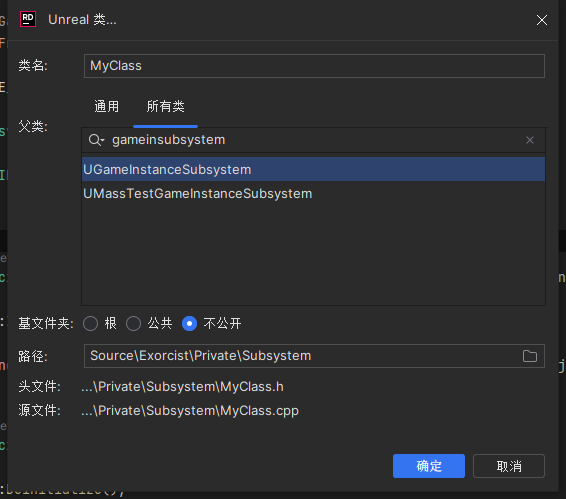 RD Unreal 类...
类名: MyClass
通用 所有类
父类:
gameinsubsystem
UGameInstanceSubsystem
UMassTestGameInstanceSubsystem
基文件夹: 根 公共 不公开
路径: Source\Exorcist\Private\Subsystem
头文件: ...\Private\Subsystem\MyClass.h
源文件: ...\Private\Subsystem\MyClass.cpp
确定 取消